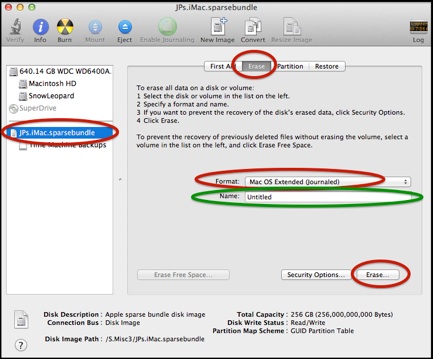 JPs.iMac.sparsebundle
Verify Info Burn Mount Eject Enable Journaling New Image Convert Resize Image Log
640.14 GB WDC WD6400A...
Macintosh HD
SnowLeopard
SuperDrive
JPs.iMac.sparsebundle
Time Machine Backups
First Aid Erase Partition Restore
To erase all data on a disk or volume:
1 Select the disk or volume in the list on the left.
2 Specify a format and name.
3 If you want to prevent the recovery of the disk's erased data, click Security Options.
4 Click Erase.
To prevent the recovery of previously deleted files without erasing the volume, select a
volume in the list on the left, and click Erase Free Space.
Format: Mac OS Extended (Journaled)
Name: Untitled
Erase Free Space... Security Options... Erase...
Disk Description : Apple sparse bundle disk image
Connection Bus : Disk Image
Disk Image Path : /S.Misc3/JPs.iMac.sparsebundle
Total Capacity : 256 GB (256,000,000,000 Bytes)
Disk Write Status : Read/Write
Partition Map Scheme : GUID Partition Table
?